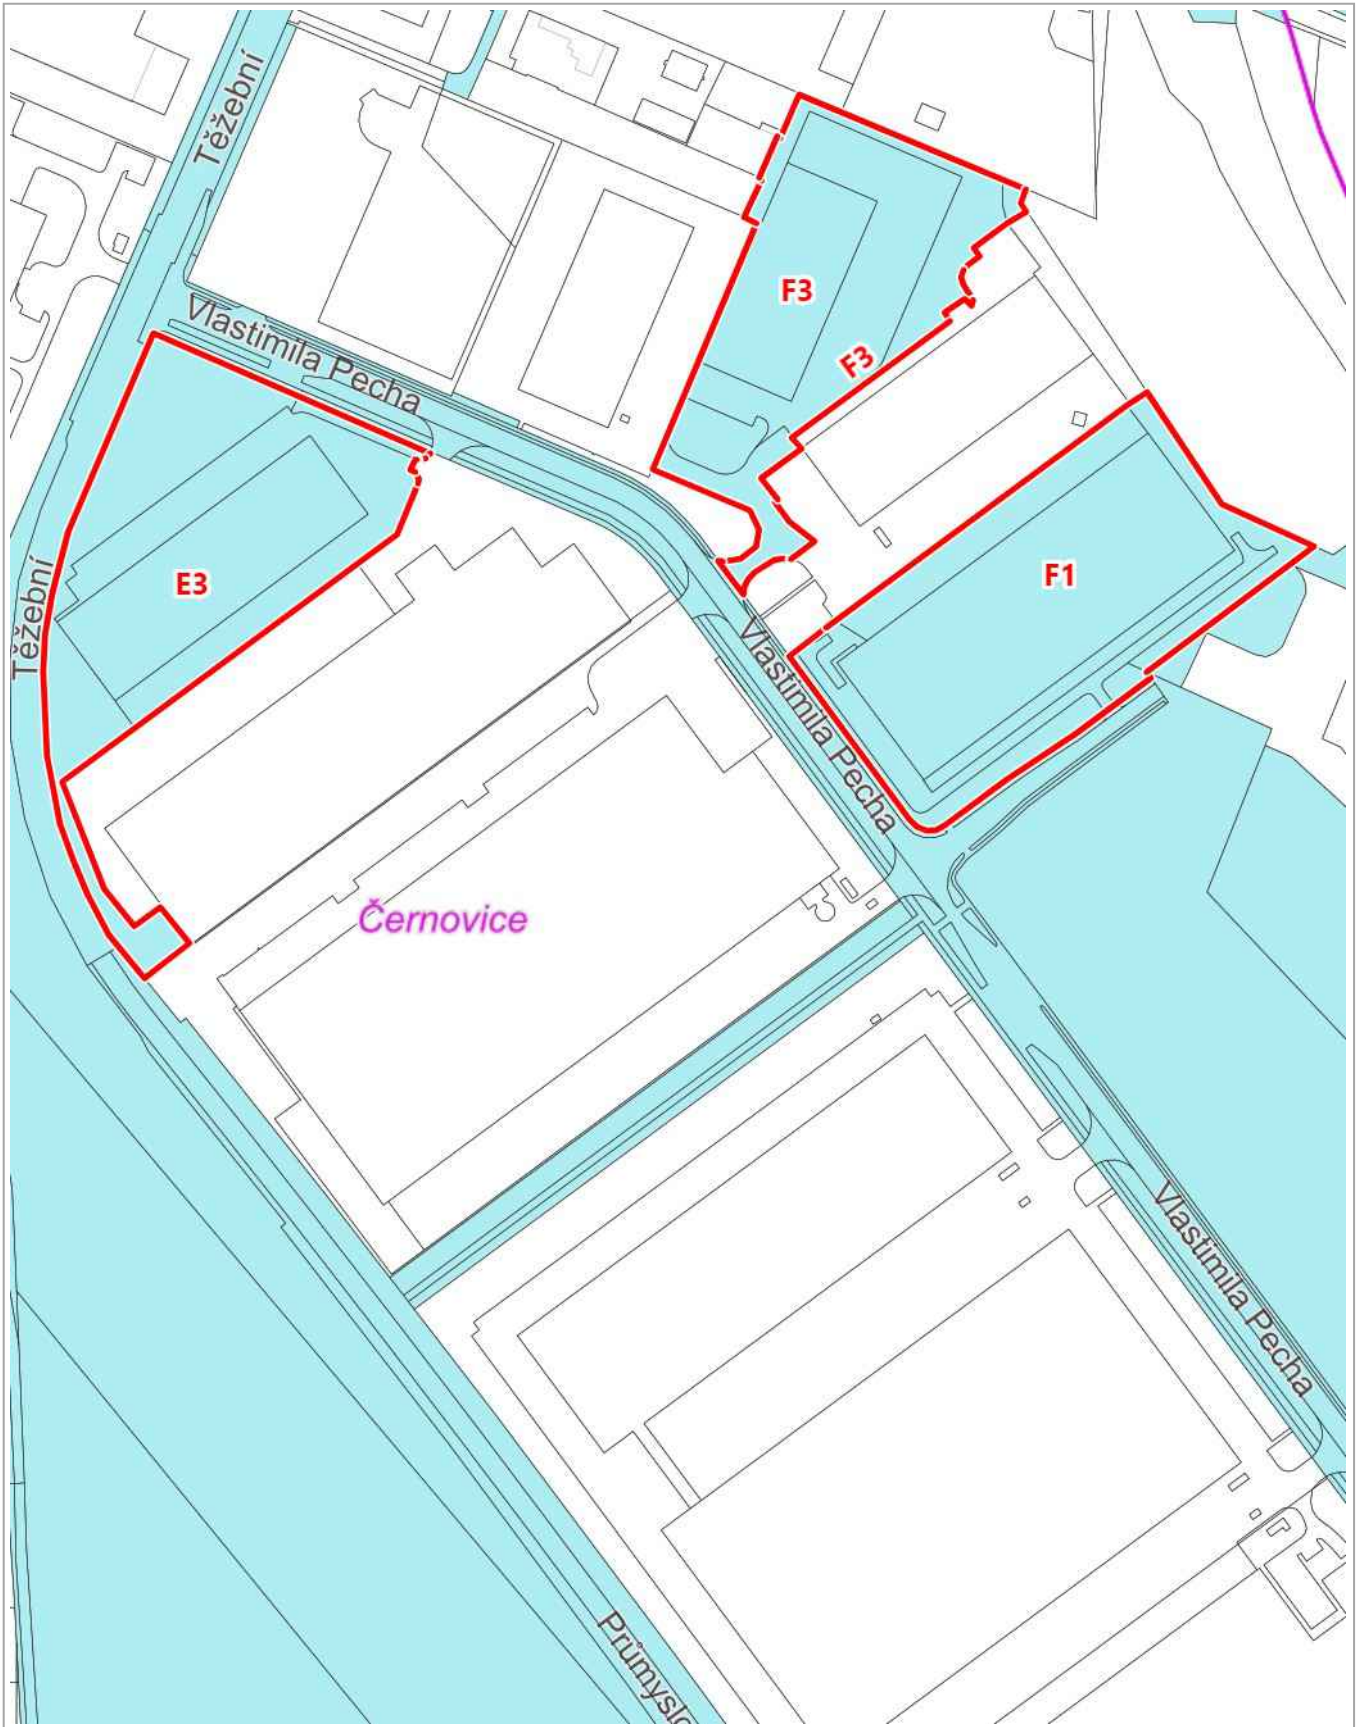 Těžební
Vlastimila Pecha
F3
F3
E3
F1
Těžební
Vlastimila Pecha
Černovice
Vlastimila Pecha